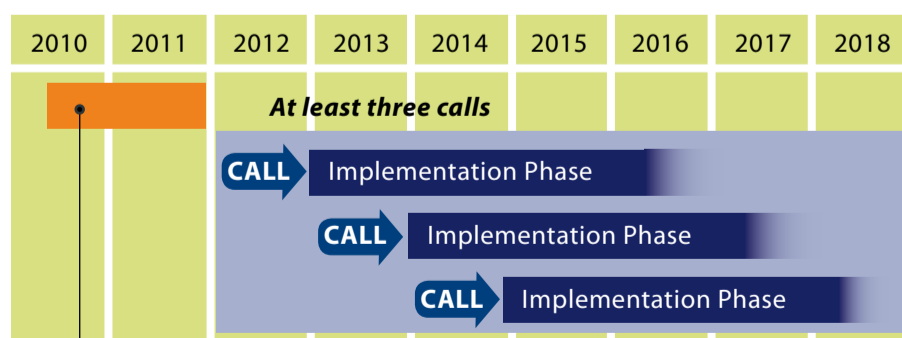 2010 2011 2012 2013 2014 2015 2016 2017 2018
At least three calls
CALL Implementation Phase
CALL Implementation Phase
CALL Implementation Phase